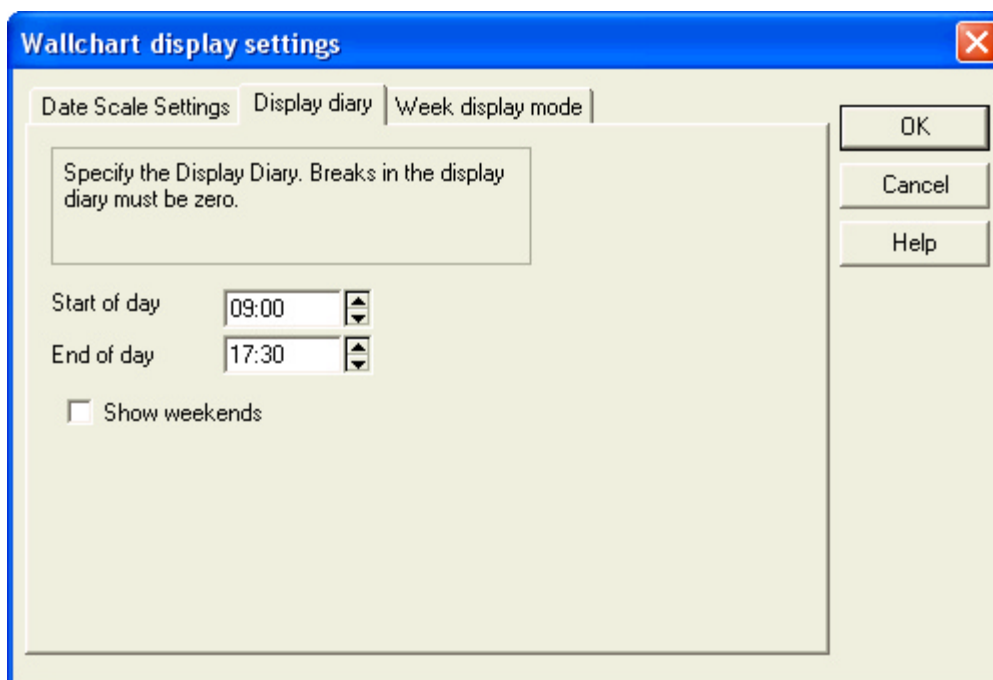 Wallchart display settings
Date Scale Settings
Display diary
Week display mode
OK
Specify the Display Diary. Breaks in the display
diary must be zero.
Cancel
Help
Start of day
09:00
End of day
17:30
Show weekends